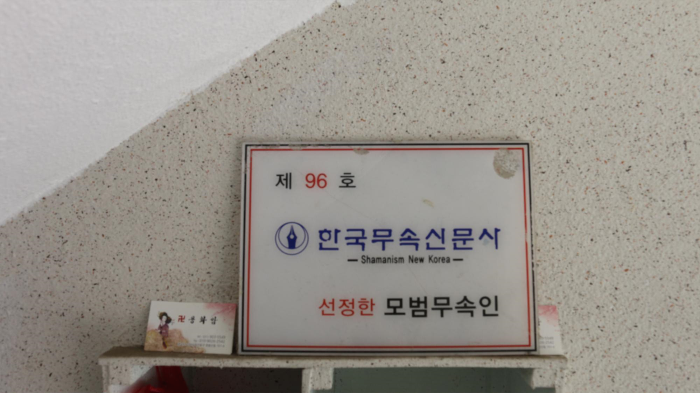 제 96 호
한국무속신문사
Shamanism New Korea
선정한 모범무속인